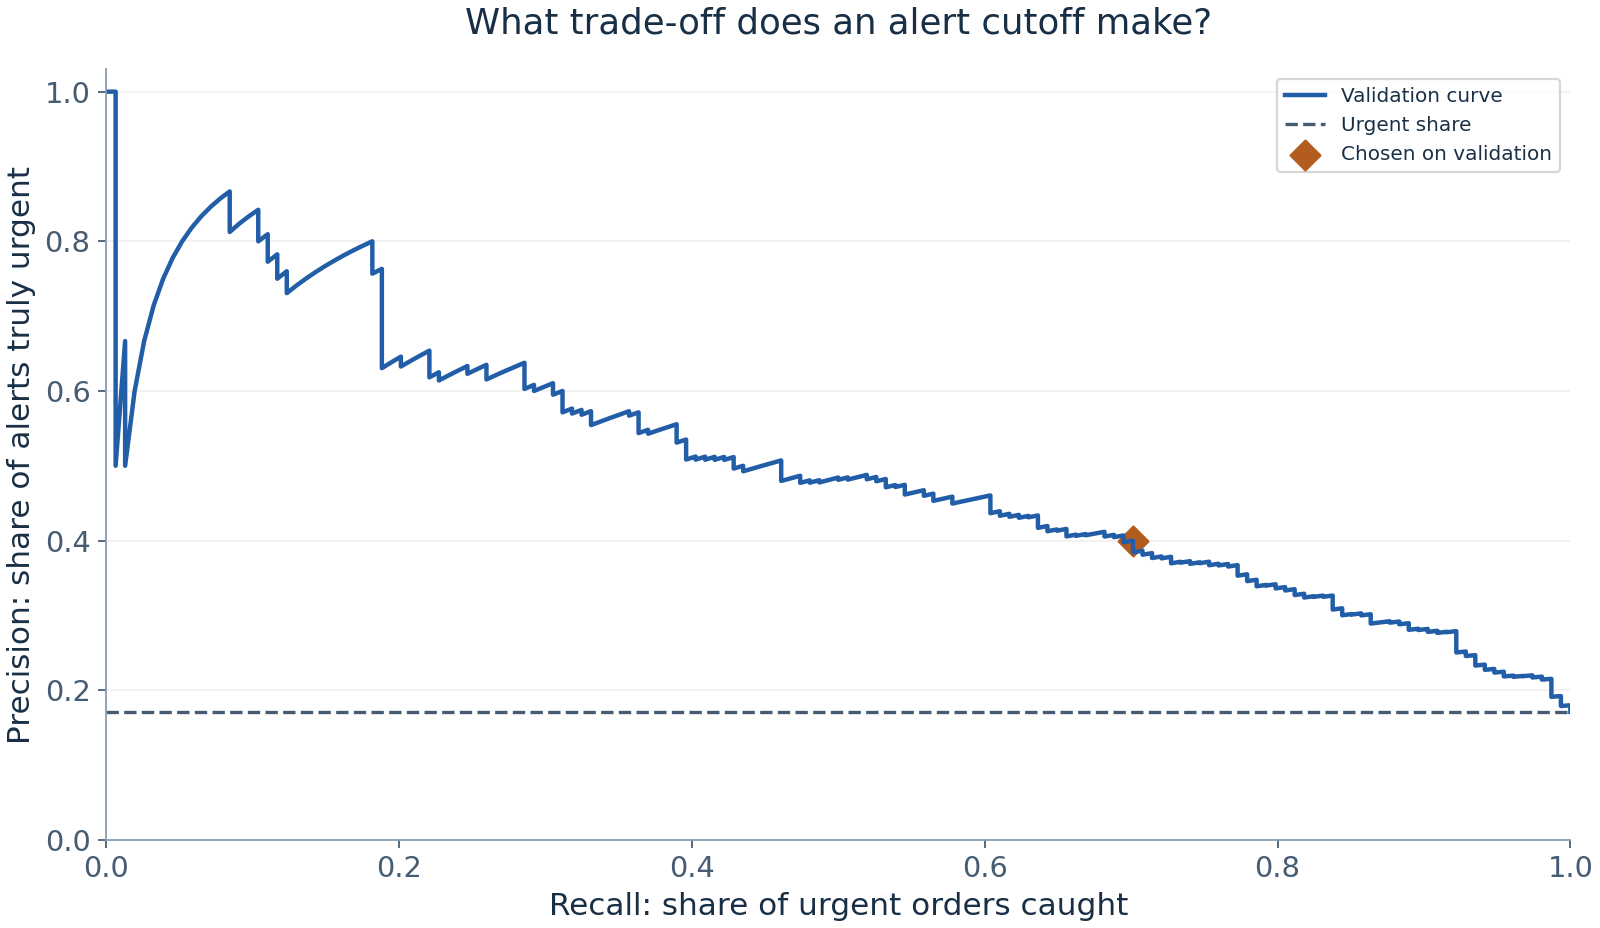 What trade-off does an alert cutoff make?
Validation curve
Urgent share
Chosen on validation
Precision: share of alerts truly urgent
1.0
0.8
0.6
0.4
0.2
0.0
0.0 0.2 0.4 0.6 0.8 1.0
Recall: share of urgent orders caught